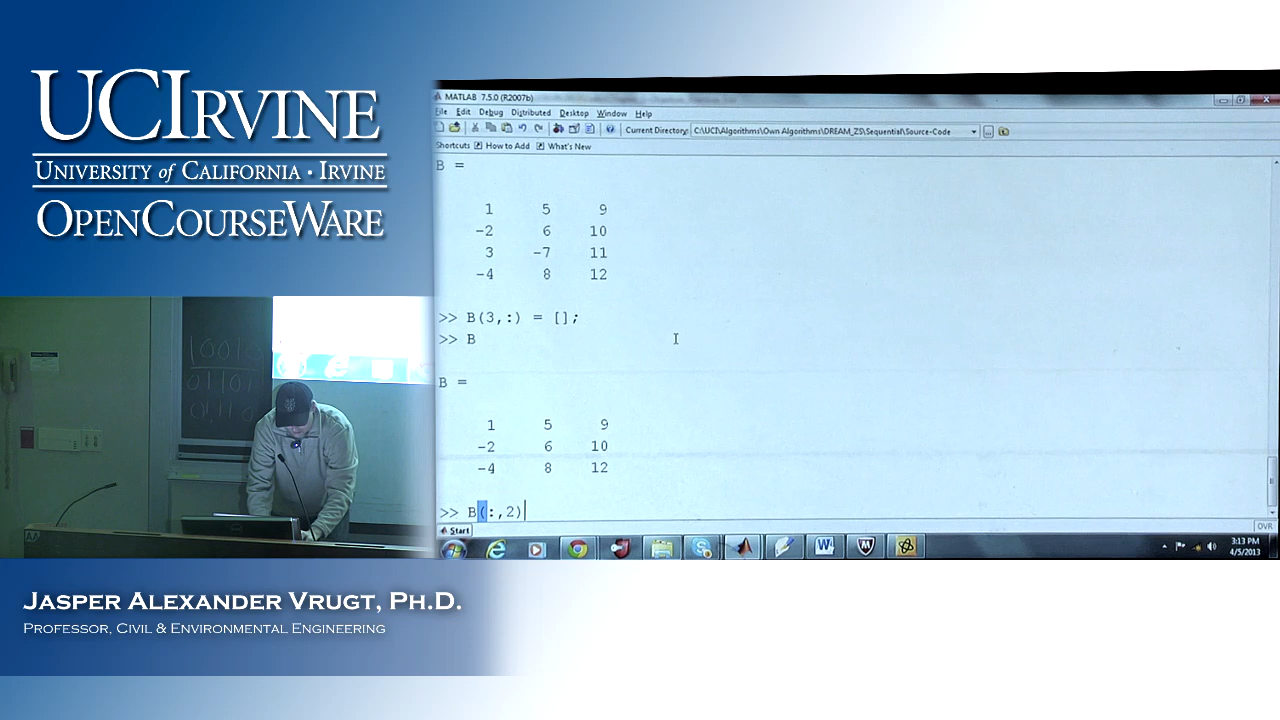 UCIRVINE
UNIVERSITY of CALIFORNIA · IRVINE
OPENCOURSEWARE
MATLAB 7.5.0 (R2007b)
File Edit Debug Distributed Desktop Window Help
Current Directory: C:\UCI\Algorithms\Own Algorithms\DREAM_ZS\Sequential\Source-Code
Shortcuts How to Add What's New
B =
1 5 9
-2 6 10
3 -7 11
-4 8 12
>> B(3,:) = [];
>> B
B =
1 5 9
-2 6 10
-4 8 12
>> B(:,2)
Start
OVR
3:13 PM
4/5/2013
10010
01101
JASPER ALEXANDER VRUGT, PH.D.
PROFESSOR, CIVIL & ENVIRONMENTAL ENGINEERING